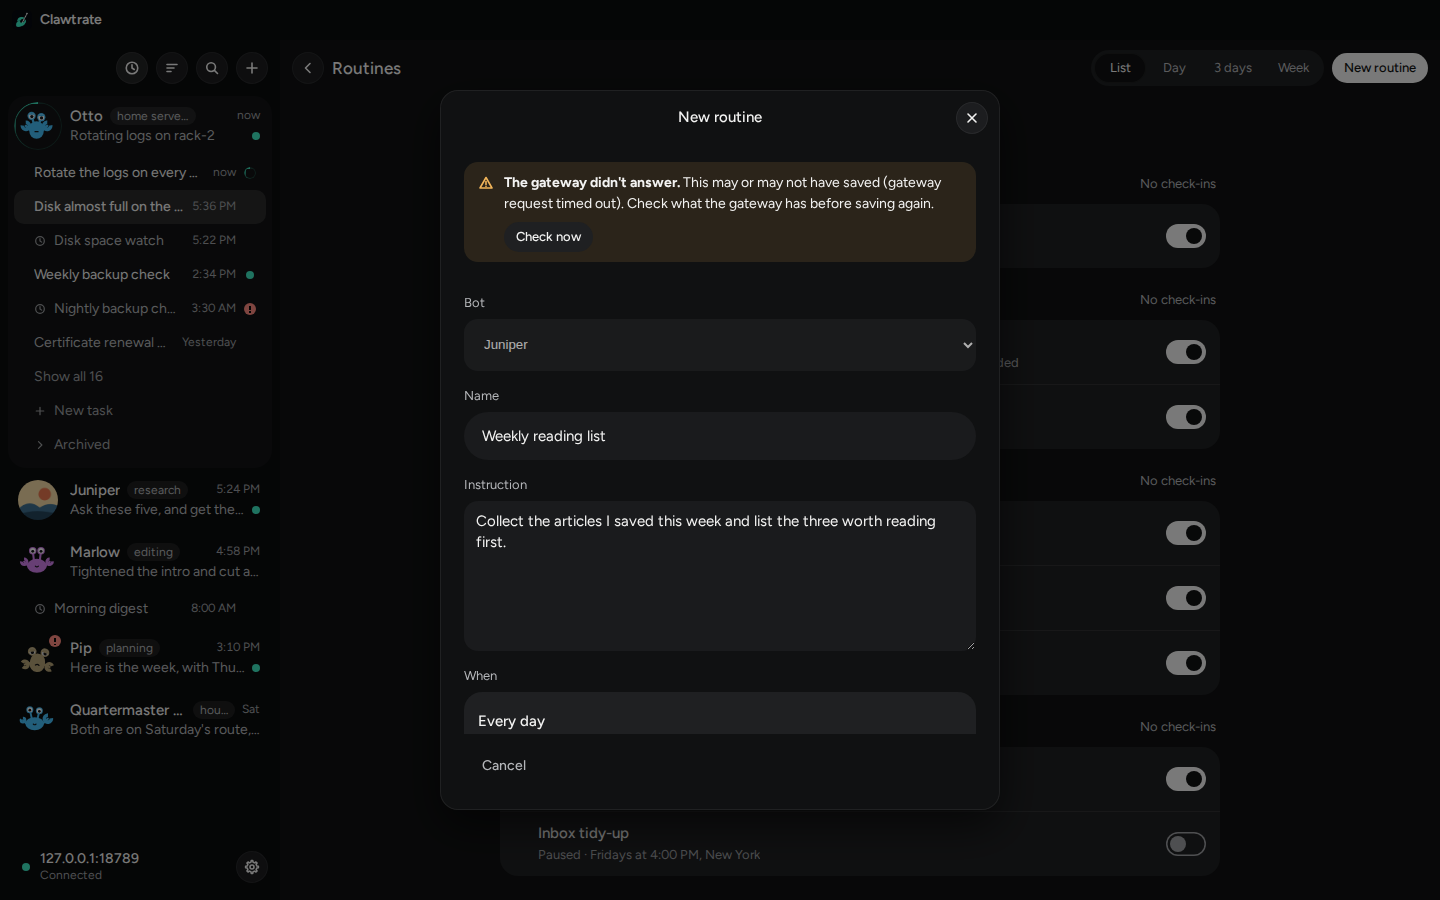 Clawtrate
Otto
home serve...
now
Rotating logs on rack-2
Rotate the logs on every ...
now
Disk almost full on the ...
5:36 PM
Disk space watch
5:22 PM
Weekly backup check
2:34 PM
Nightly backup ch...
3:30 AM
Certificate renewal ...
Yesterday
Show all 16
New task
Archived
Juniper
research
5:24 PM
Ask these five, and get the...
Marlow
editing
4:58 PM
Tightened the intro and cut a...
Morning digest
8:00 AM
Pip
planning
3:10 PM
Here is the week, with Thu...
Quartermaster ...
hou...
Sat
Both are on Saturday's route,...
127.0.0.1:18789
Connected
Routines
List
Day
3 days
Week
New routine
No check-ins
No check-ins
No check-ins
No check-ins
New routine
The gateway didn't answer. This may or may not have saved (gateway
request timed out). Check what the gateway has before saving again.
Check now
Bot
Juniper
Name
Weekly reading list
Instruction
Collect the articles I saved this week and list the three worth reading
first.
When
Every day
Cancel
Inbox tidy-up
Paused · Fridays at 4:00 PM, New York